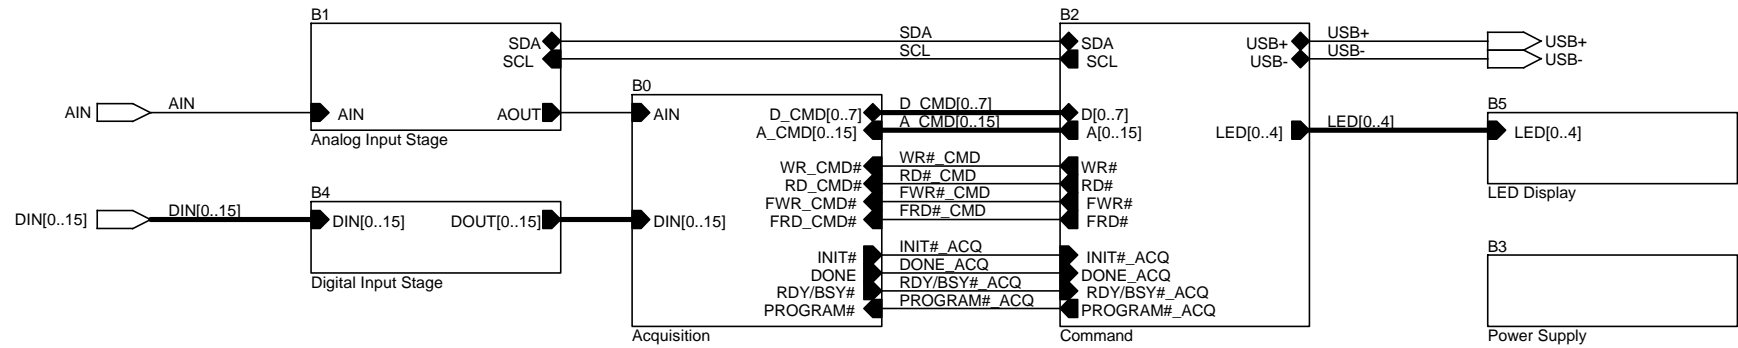 B1
SDA
SCL
AIN
AOUT
Analog Input Stage
AIN
AIN
B4
DIN[0..15]
DOUT[0..15]
Digital Input Stage
DIN[0..15]
DIN[0..15]
B0
AIN
DIN[0..15]
D_CMD[0..7]
A_CMD[0..15]
WR_CMD#
RD_CMD#
FWR_CMD#
FRD_CMD#
INIT#
DONE
RDY/BSY#
PROGRAM#
Acquisition
SDA
SCL
D_CMD[0..7]
A_CMD[0..15]
WR#_CMD
RD#_CMD
FWR#_CMD
FRD#_CMD
INIT#_ACQ
DONE_ACQ
RDY/BSY#_ACQ
PROGRAM#_ACQ
B2
SDA
SCL
D[0..7]
A[0..15]
WR#
RD#
FWR#
FRD#
INIT#_ACQ
DONE_ACQ
RDY/BSY#_ACQ
PROGRAM#_ACQ
USB+
USB-
LED[0..4]
Command
USB+
USB-
USB+
USB-
LED[0..4]
B5
LED[0..4]
LED Display
B3
Power Supply